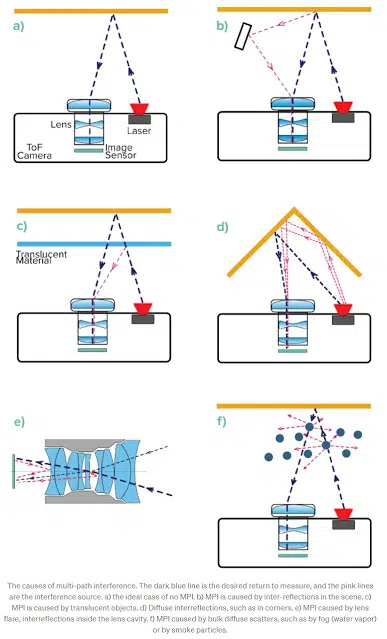 a)
b)
Lens
Laser
ToF
Camera
Image
Sensor
c)
d)
Translucent
Material
e)
f)
The causes of multi-path interference. The dark blue line is the desired return to measure, and the pink lines
are the interference source. a) the ideal case of no MPI. b) MPI is caused by inter-reflections in the scene. c)
MPI is caused by translucent objects. d) Diffuse interreflections, such as in corners. e) MPI caused by lens
flare, interreflections inside the lens cavity. f) MPI caused by bulk diffuse scatters, such as by fog (water vapor)
or by smoke particles.